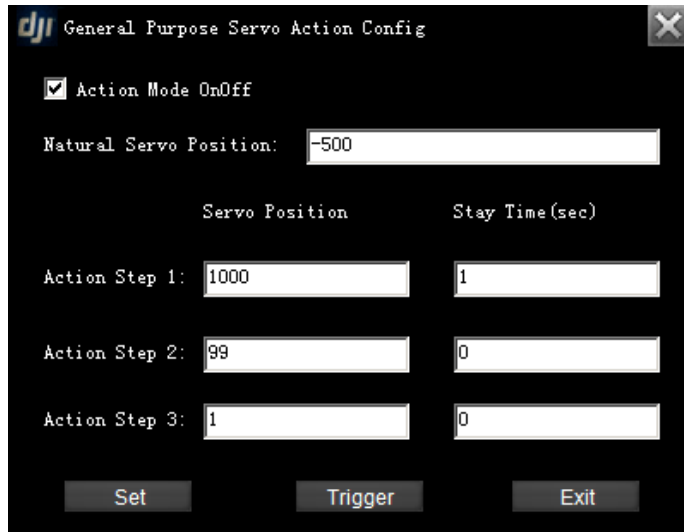 dji General Purpose Servo Action Config
Action Mode OnOff
Natural Servo Position: -500
Servo Position Stay Time(sec)
Action Step 1: 1000 1
Action Step 2: 99 0
Action Step 3: 1 0
Set Trigger Exit